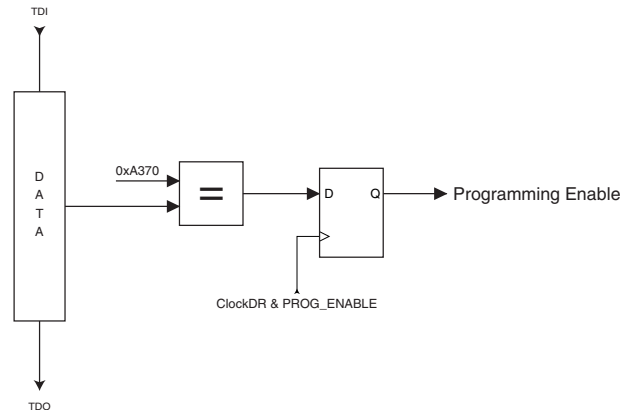 TDI
D
A
T
A
0xA370
=
D Q
Programming Enable
ClockDR & PROG_ENABLE
TDO